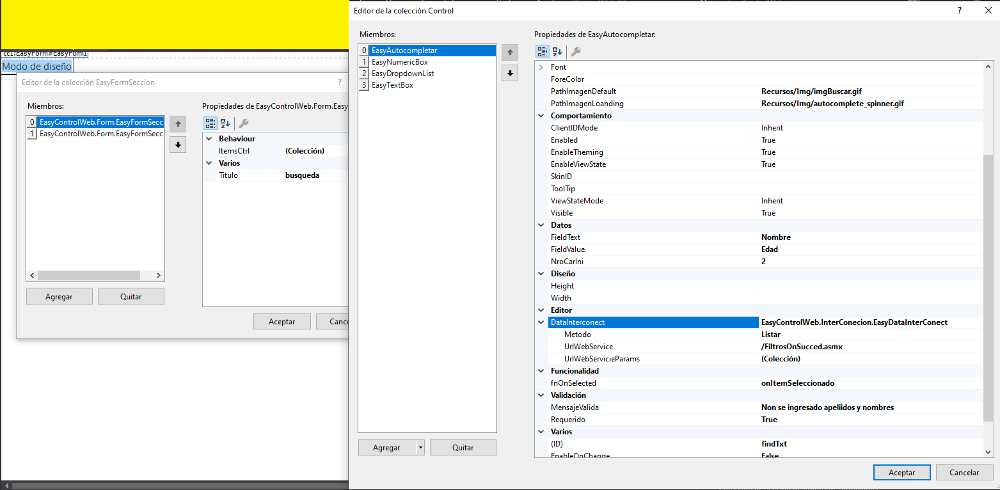 cc1:EasyForm#EasyForm1
Modo de diseño
Editor de la colección EasyFormSeccion
?
Miembros:
0 EasyControlWeb.Form.EasyFormSecc
1 EasyControlWeb.Form.EasyFormSecc
Agregar
Quitar
Propiedades de EasyControlWeb.Form.Easy
Behaviour
ItemsCtrl (Colección)
Varios
Titulo busqueda
Aceptar
Cance
Editor de la colección Control
?
Miembros:
0 EasyAutocompletar
1 EasyNumericBox
2 EasyDropdownList
3 EasyTextBox
Agregar
Quitar
Propiedades de EasyAutocompletar:
Font
ForeColor
PathImagenDefault Recursos/Img/imgBuscar.gif
PathImagenLoanding Recursos/Img/autocomplete_spinner.gif
Comportamiento
ClientIDMode Inherit
Enabled True
EnableTheming True
EnableViewState True
SkinID
ToolTip
ViewStateMode Inherit
Visible True
Datos
FieldText Nombre
FieldValue Edad
NroCarIni 2
Diseño
Height
Width
Editor
DataInterconect EasyControlWeb.InterConecion.EasyDataInterConect
Metodo Listar
UrlWebService /FiltrosOnSucced.asmx
UrlWebServicieParams (Colección)
Funcionalidad
fnOnSelected onItemSeleccionado
Validación
MensajeValida Non se ingresado apeliidos y nombres
Requerido True
Varios
(ID) findTxt
EnableOnChange False
Aceptar
Cancelar